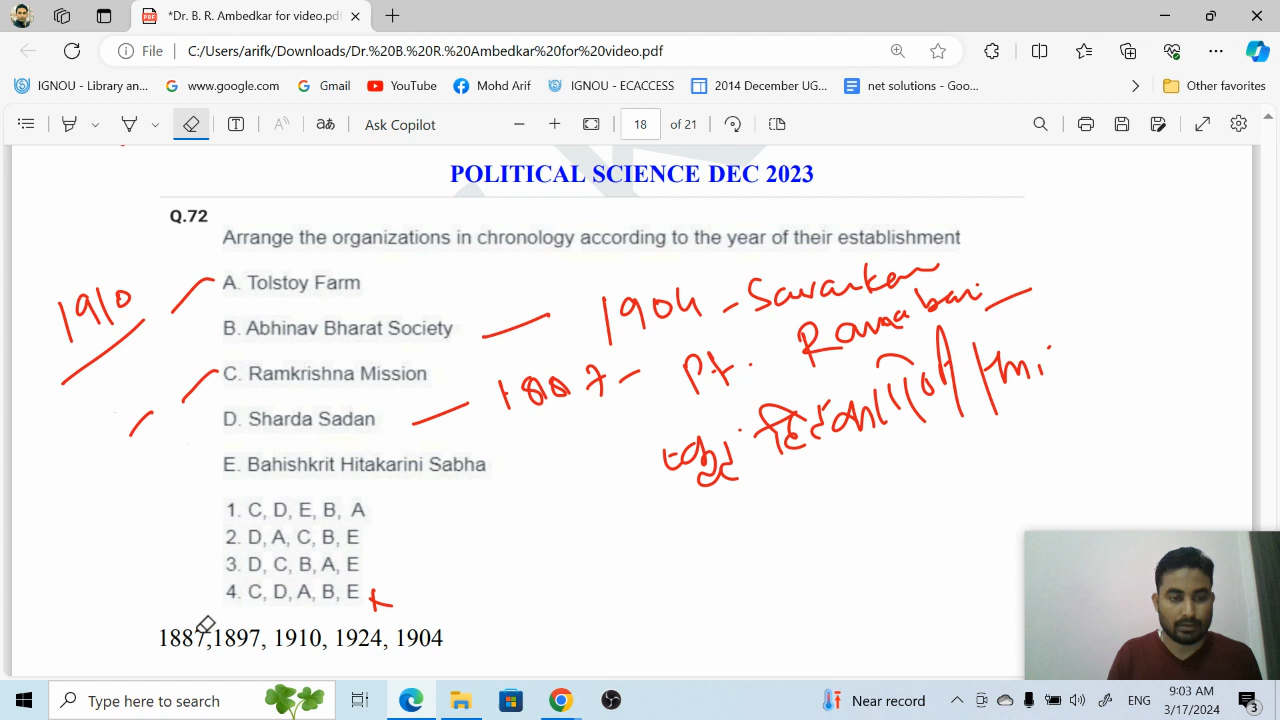 *Dr. B. R. Ambedkar for video.pdf
File C:/Users/arifk/Downloads/Dr.%20B.%20R.%20Ambedkar%20for%20video.pdf
IGNOU - Library an... www.google.com Gmail YouTube Mohd Arif IGNOU - ECACCESS 2014 December UG... net solutions - Goo... Other favorites
Ask Copilot 18 of 21
POLITICAL SCIENCE DEC 2023
Q.72
Arrange the organizations in chronology according to the year of their establishment
A. Tolstoy Farm
1910
B. Abhinav Bharat Society
1904 - Savarkar
C. Ramkrishna Mission
D. Sharda Sadan
1887 - Pt. Ramabai
E. Bahishkrit Hitakarini Sabha
1. C, D, E, B, A
2. D, A, C, B, E
3. D, C, B, A, E
4. C, D, A, B, E
1887,1897, 1910, 1924, 1904
Type here to search
Near record
ENG
9:03 AM
3/17/2024
3